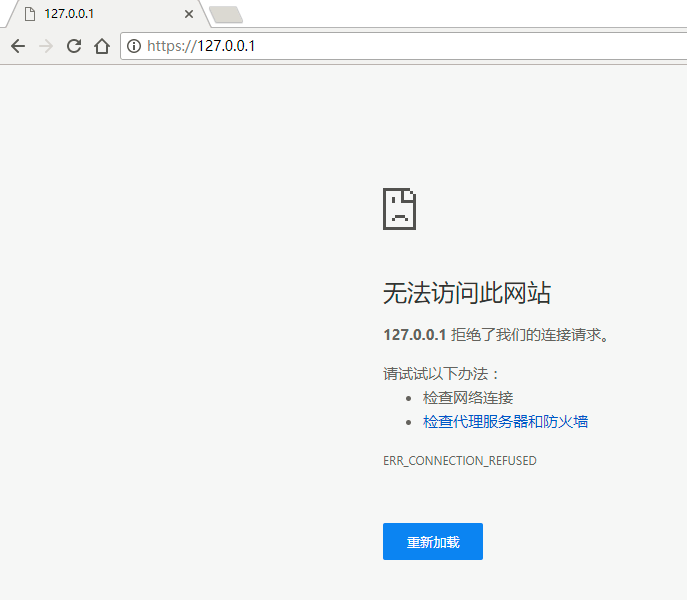 127.0.0.1
https://127.0.0.1
无法访问此网站
127.0.0.1 拒绝了我们的连接请求。
请试试以下办法：
检查网络连接
检查代理服务器和防火墙
ERR_CONNECTION_REFUSED
重新加载